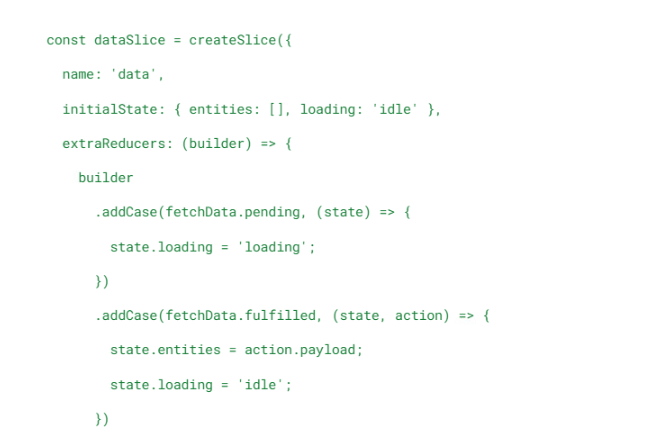 const dataSlice = createSlice({
name: 'data',
initialState: { entities: [], loading: 'idle' },
extraReducers: (builder) => {
builder
.addCase(fetchData.pending, (state) => {
state.loading = 'loading';
})
.addCase(fetchData.fulfilled, (state, action) => {
state.entities = action.payload;
state.loading = 'idle';
})